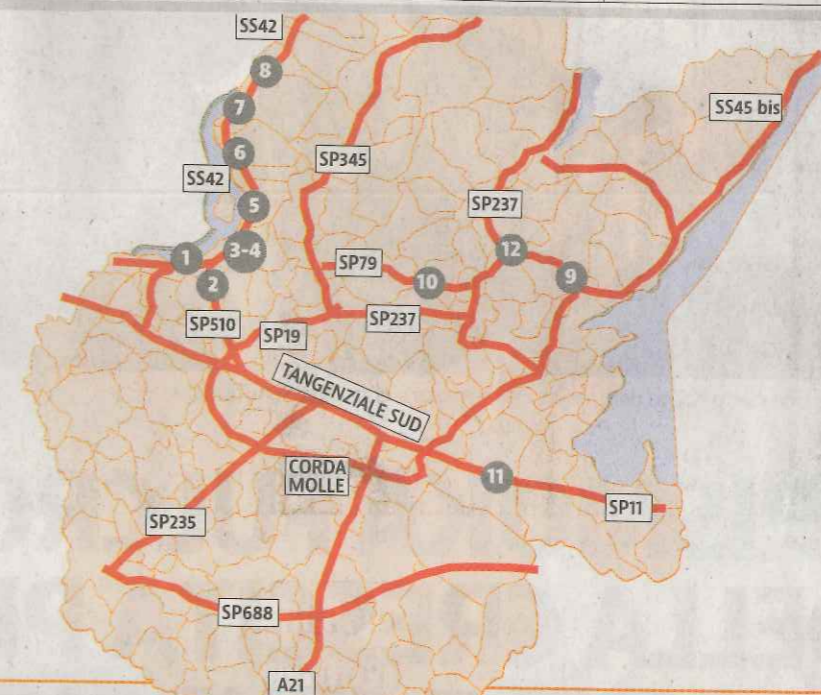 SS42
8
7
SS45 bis
6
SP345
SS42
5
SP237
3-4
12
1
SP79
9
10
2
SP510
SP237
SP19
TANGENZIALE SUD
CORDA
MOLLE
11
SP11
SP235
SP688
A21